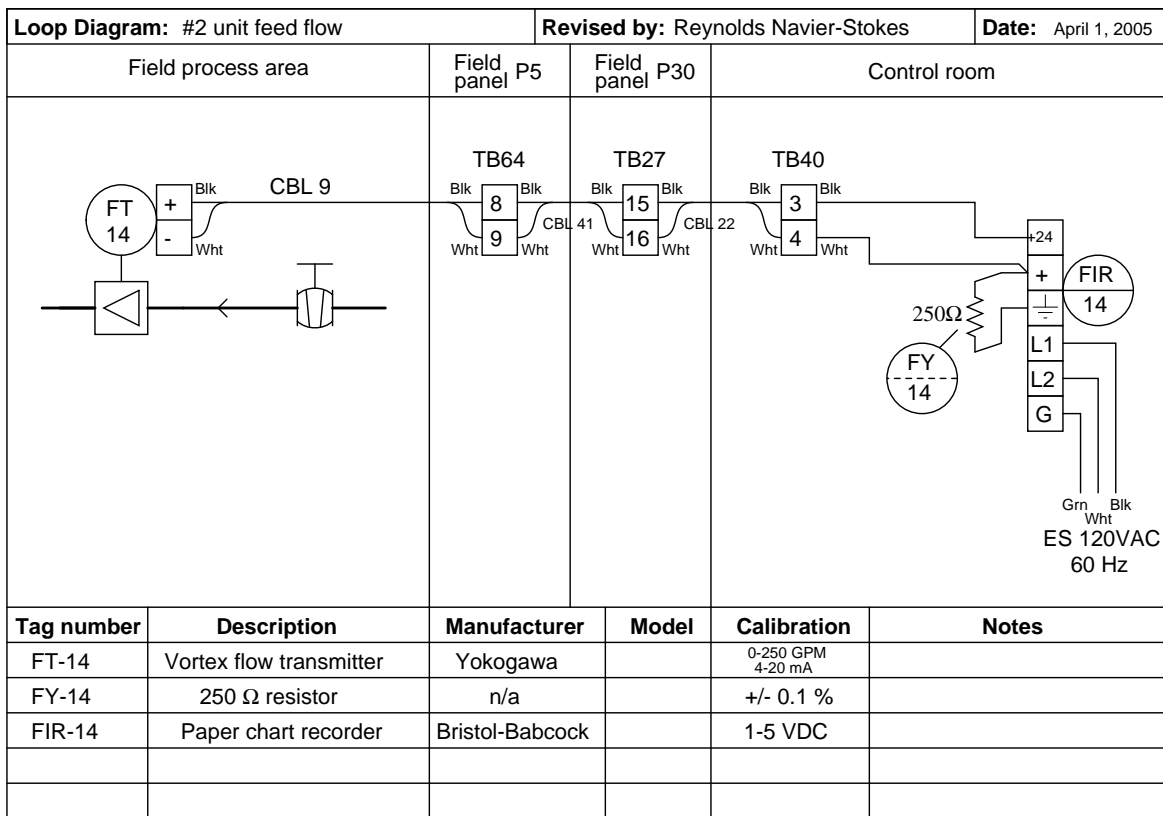 Loop Diagram: #2 unit feed flow Revised by: Reynolds Navier-Stokes Date: April 1, 2005
Field process area
Field panel P5
Field panel P30
Control room
TB64
TB27
TB40
CBL 9
FT
14
+
-
Blk
Wht
Blk 8 Blk
Wht 9 Wht
CBL 41
Blk 15 Blk
Wht 16 Wht
CBL 22
Blk 3 Blk
Wht 4 Wht
+24
+
L1
L2
G
FIR
14
250Ω
FY
14
Grn
Wht
Blk
ES 120VAC
60 Hz
Tag number Description Manufacturer Model Calibration Notes
FT-14 Vortex flow transmitter Yokogawa 0-250 GPM
4-20 mA
FY-14 250 Ω resistor n/a +/- 0.1 %
FIR-14 Paper chart recorder Bristol-Babcock 1-5 VDC